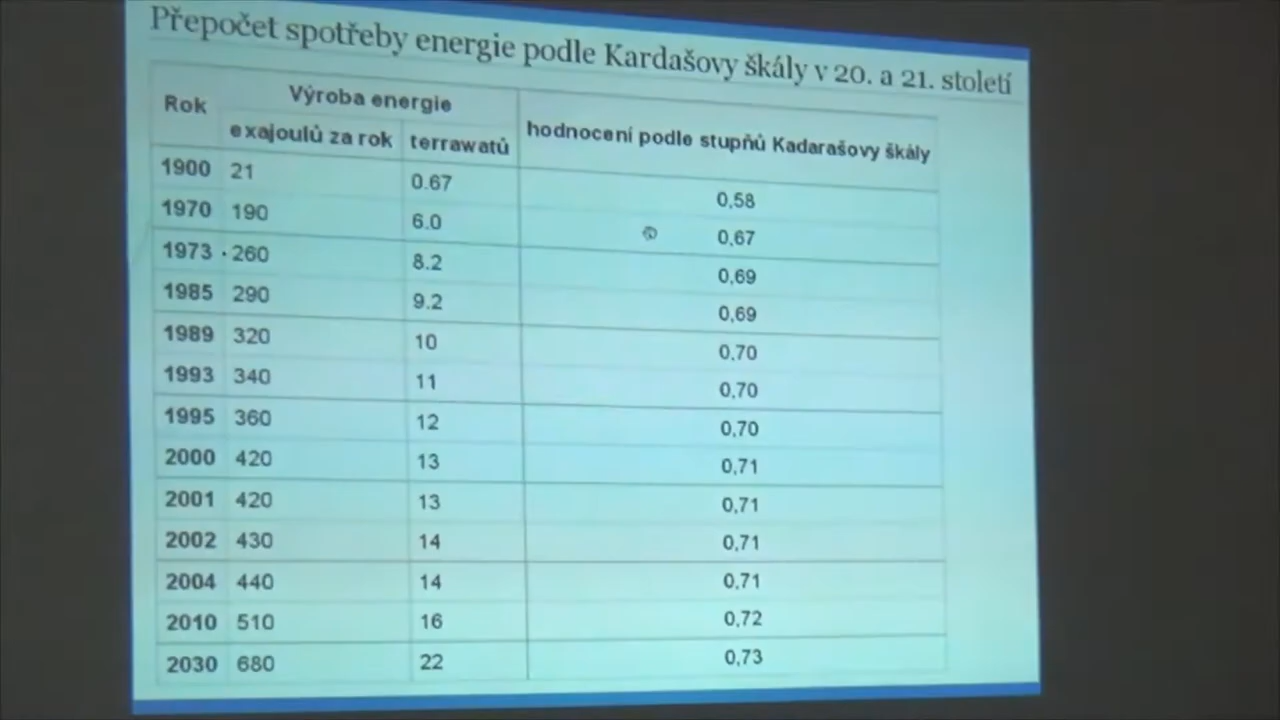 Přepočet spotřeby energie podle Kardašovy škály v 20. a 21. století
Rok Výroba energie hodnocení podle stupňů Kadarašovy škály
exajoulů za rok terrawatů
1900 21 0.67 0,58
1970 190 6.0 0,67
1973 260 8.2 0,69
1985 290 9.2 0,69
1989 320 10 0,70
1993 340 11 0,70
1995 360 12 0,70
2000 420 13 0,71
2001 420 13 0,71
2002 430 14 0,71
2004 440 14 0,71
2010 510 16 0,72
2030 680 22 0,73